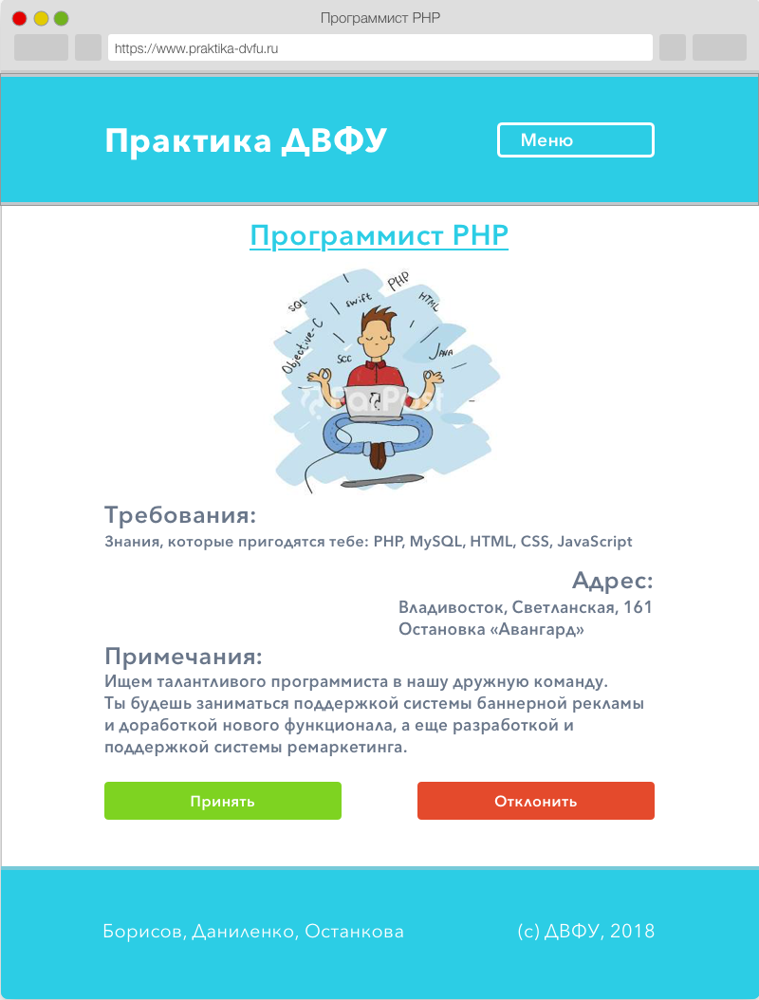 Программист PHP
https://www.praktika-dvfu.ru
Практика ДВФУ
Меню
Программист PHP
PHP
SQL
swift
HTML
Objective-C
SCC
JAVA
FarPost
Требования:
Знания, которые пригодятся тебе: PHP, MySQL, HTML, CSS, JavaScript
Адрес:
Владивосток, Светланская, 161
Остановка «Авангард»
Примечания:
Ищем талантливого программиста в нашу дружную команду.
Ты будешь заниматься поддержкой системы баннерной рекламы
и доработкой нового функционала, а еще разработкой и
поддержкой системы ремаркетинга.
Принять
Отклонить
Борисов, Даниленко, Останкова
(c) ДВФУ, 2018